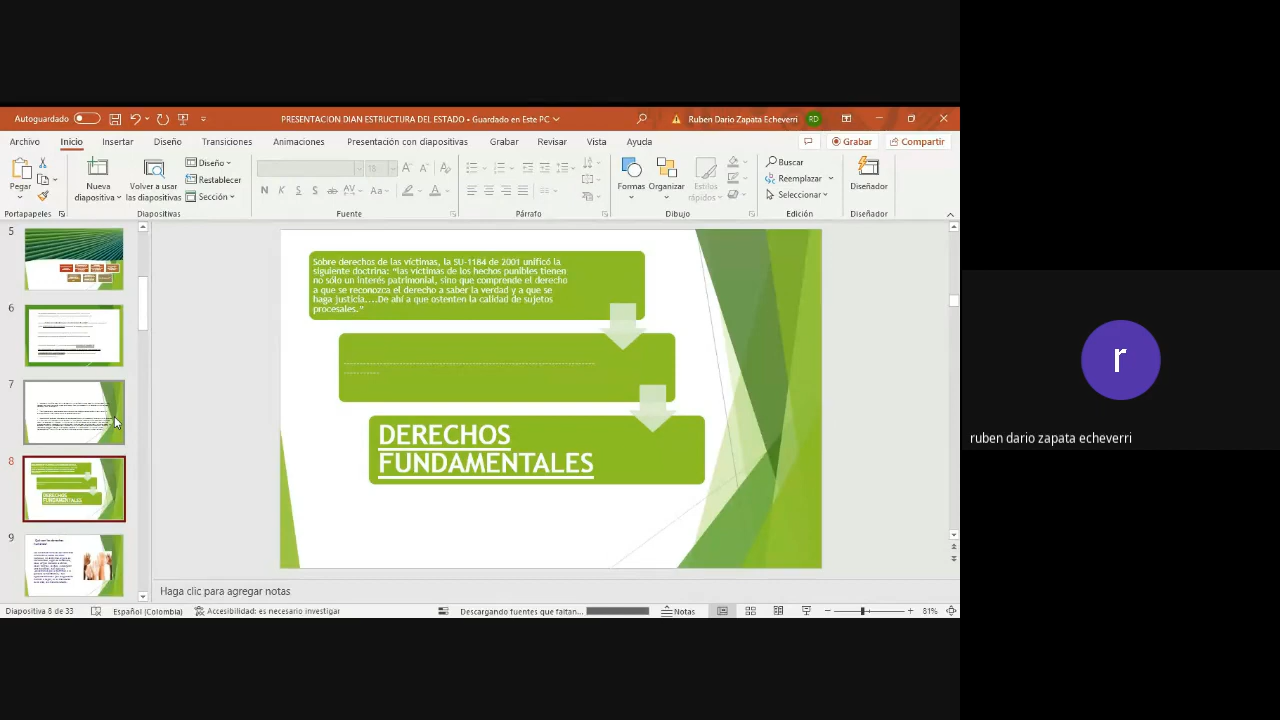 Autoguardado
PRESENTACION DIAN ESTRUCTURA DEL ESTADO • Guardado en Este PC
Ruben Dario Zapata Echeverri
RD
Archivo
Inicio
Insertar
Diseño
Transiciones
Animaciones
Presentación con diapositivas
Grabar
Revisar
Vista
Ayuda
Grabar
Compartir
Pegar
Nueva
diapositiva
Volver a usar
las diapositivas
Diseño
Restablecer
Sección
Formas
Organizar
Estilos
rápidos
Buscar
Reemplazar
Seleccionar
Diseñador
Portapapeles
Diapositivas
Fuente
Párrafo
Dibujo
Edición
Diseñador
5
6
7
8
9
Sobre derechos de las víctimas, la SU-1184 de 2001 unificó la
siguiente doctrina: "las víctimas de los hechos punibles tienen
no sólo un interés patrimonial, sino que comprende el derecho
a que se reconozca el derecho a saber la verdad y a que se
haga justicia....De ahí a que ostenten la calidad de sujetos
procesales."
DERECHOS
FUNDAMENTALES
Haga clic para agregar notas
Diapositiva 8 de 33
Español (Colombia)
Accesibilidad: es necesario investigar
Descargando fuentes que faltan...
Notas
81%
r
ruben dario zapata echeverri